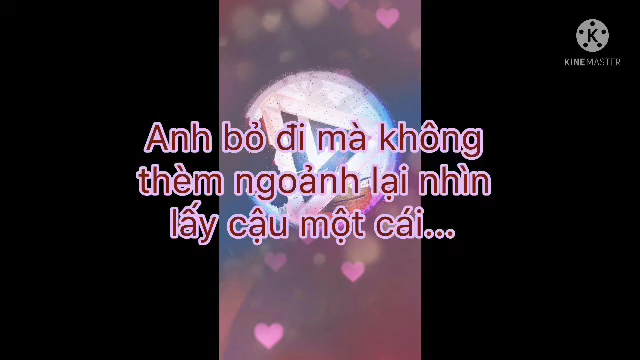 KINEMASTER
Anh bỏ đi mà không
thèm ngoảnh lại nhìn
lấy cậu một cái...